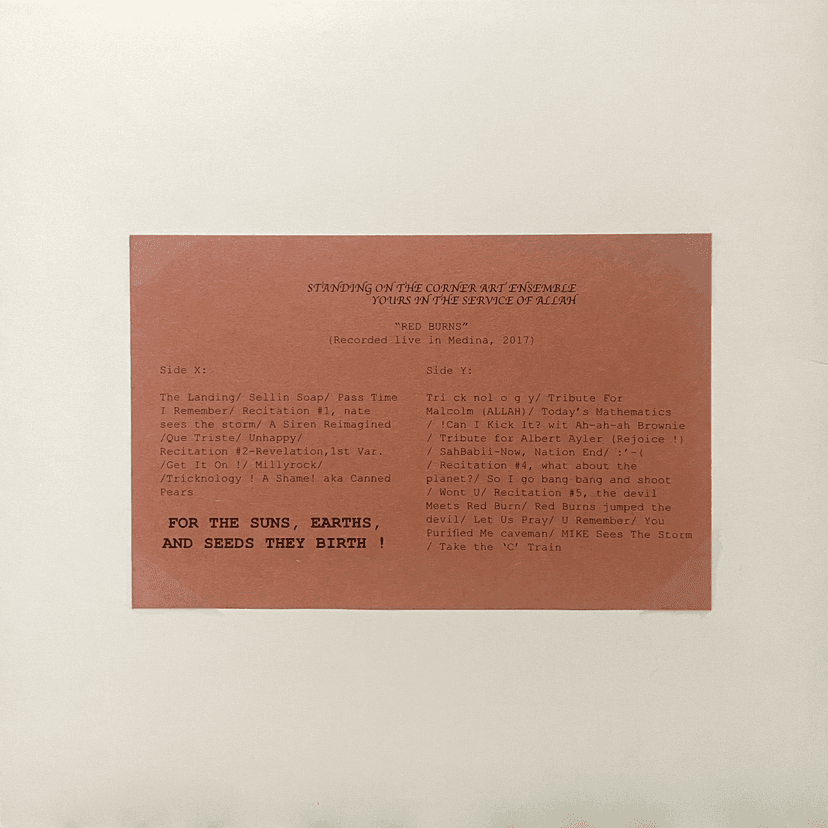 STANDING ON THE CORNER ART ENSEMBLE
YOURS IN THE SERVICE OF ALLAH
“RED BURNS”
(Recorded live in Medina, 2017)
Side X:
The Landing/ Sellin Soap/ Pass Time
I Remember/ Recitation #1, nate
sees the storm/ A Siren Reimagined
/Que Triste/ Unhappy/
Recitation #2-Revelation,1st Var.
/Get It On !/ Millyrock/
/Tricknology ! A Shame! aka Canned
Pears
FOR THE SUNS, EARTHS,
AND SEEDS THEY BIRTH !
Side Y:
Tri ck nol o g y/ Tribute For
Malcolm (ALLAH)/ Today’s Mathematics
/ !Can I Kick It? wit Ah-ah-ah Brownie
/ Tribute for Albert Ayler (Rejoice !)
/ SahBabii-Now, Nation End/ :’-(
/ Recitation #4, what about the
planet?/ So I go bang bang and shoot
/ Wont U/ Recitation #5, the devil
Meets Red Burn/ Red Burns jumped the
devil/ Let Us Pray/ U Remember/ You
Purified Me caveman/ MIKE Sees The Storm
/ Take the ‘C’ Train